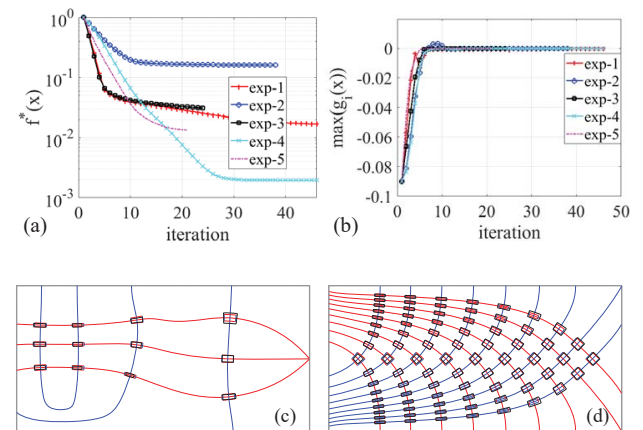 10^0
10^-1
10^-2
10^-3
f*(x)
0 10 20 30 40
iteration
exp-1
exp-2
exp-3
exp-4
exp-5
(a)
0
-0.02
-0.04
-0.06
-0.08
-0.1
max(g_i(x))
0 10 20 30 40 50
iteration
exp-1
exp-2
exp-3
exp-4
exp-5
(b)
(c)
(d)